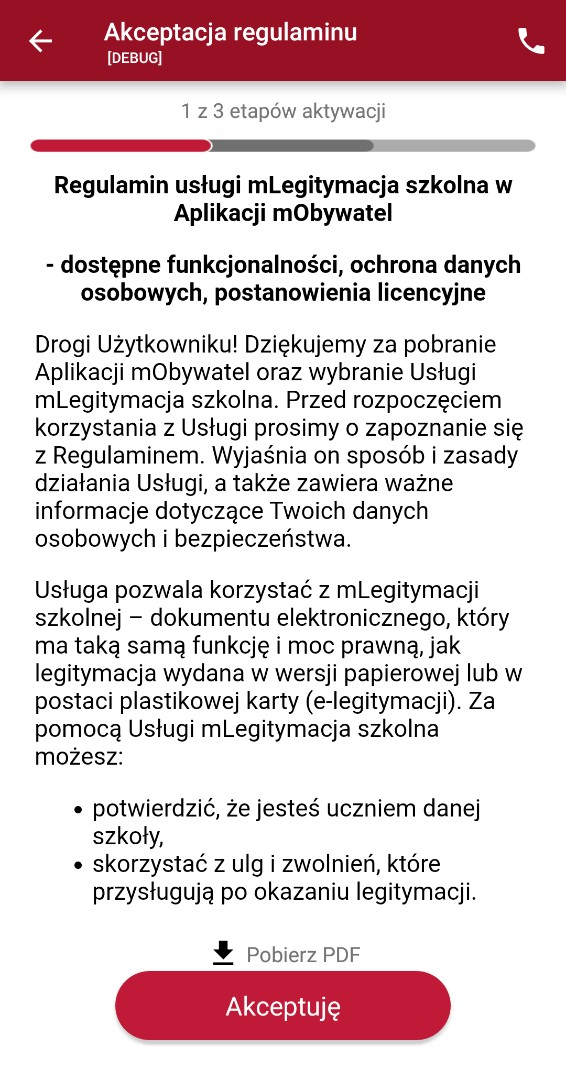 Akceptacja regulaminu
[DEBUG]
1 z 3 etapów aktywacji
Regulamin usługi mLegitymacja szkolna w
Aplikacji mObywatel
- dostępne funkcjonalności, ochrona danych
osobowych, postanowienia licencyjne
Drogi Użytkowniku! Dziękujemy za pobranie
Aplikacji mObywatel oraz wybranie Usługi
mLegitymacja szkolna. Przed rozpoczęciem
korzystania z Usługi prosimy o zapoznanie się
z Regulaminem. Wyjaśnia on sposób i zasady
działania Usługi, a także zawiera ważne
informacje dotyczące Twoich danych
osobowych i bezpieczeństwa.
Usługa pozwala korzystać z mLegitymacji
szkolnej – dokumentu elektronicznego, który
ma taką samą funkcję i moc prawną, jak
legitymacja wydana w wersji papierowej lub w
postaci plastikowej karty (e-legitymacji). Za
pomocą Usługi mLegitymacja szkolna
możesz:
• potwierdzić, że jesteś uczniem danej
szkoły,
• skorzystać z ulg i zwolnień, które
przysługują po okazaniu legitymacji.
Pobierz PDF
Akceptuję